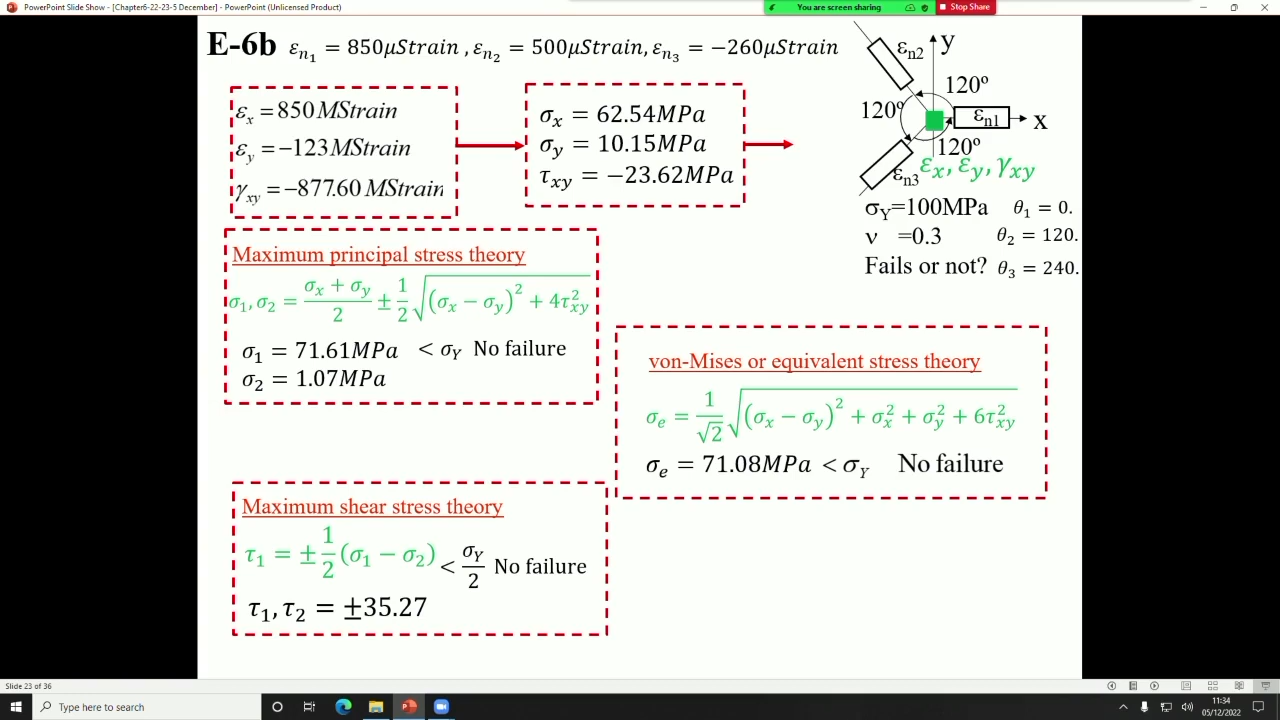 PowerPoint Slide Show - [Chapter6-22-23-5 December] - PowerPoint (Unlicensed Product)
You are screen sharing
Stop Share
E-6b εn1 = 850μStrain , εn2 = 500μStrain, εn3 = −260μStrain
εx = 850 MStrain
εy = −123 MStrain
γxy = −877.60 MStrain
σx = 62.54MPa
σy = 10.15MPa
τxy = −23.62MPa
εn2
y
120º
120º
εn1
x
120º
εn3
εx, εy, γxy
σY=100MPa θ1 = 0.
ν =0.3 θ2 = 120.
Fails or not? θ3 = 240.
Maximum principal stress theory
σ1, σ2 = (σx + σy)/2 ± 1/2 √((σx − σy)² + 4τ²xy)
σ1 = 71.61MPa < σY No failure
σ2 = 1.07MPa
von-Mises or equivalent stress theory
σe = 1/√2 √((σx − σy)² + σx² + σy² + 6τ²xy)
σe = 71.08MPa < σY No failure
Maximum shear stress theory
τ1 = ± 1/2 (σ1 − σ2) < σY/2 No failure
τ1, τ2 = ±35.27
Slide 23 of 36
Type here to search
11:34
05/12/2022